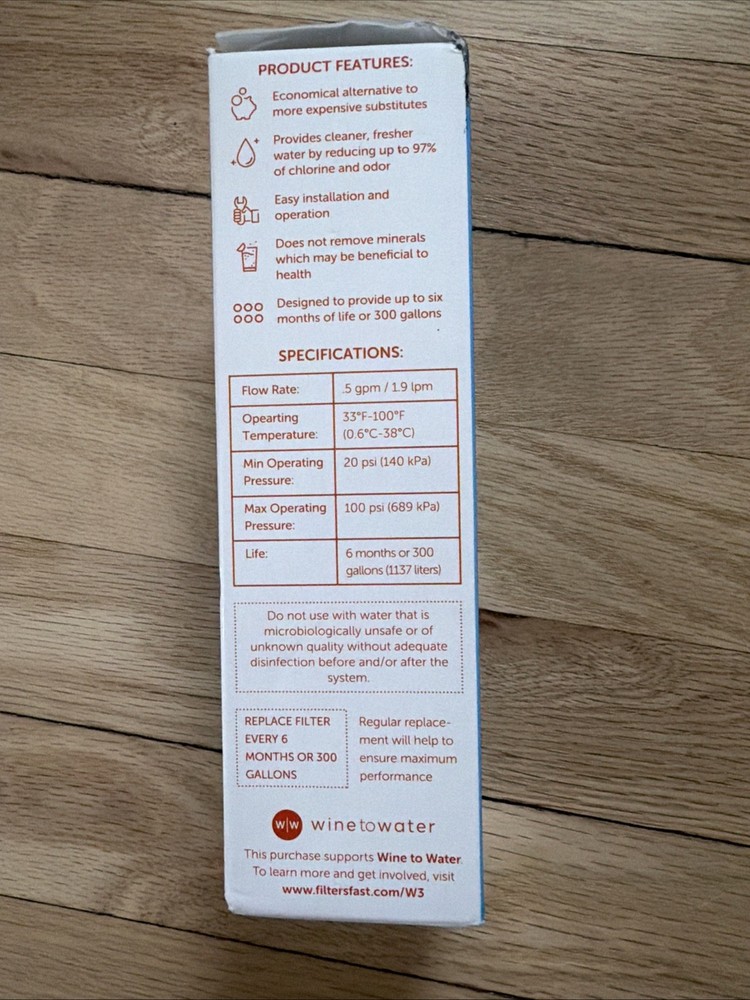 PRODUCT FEATURES:
Economical alternative to
more expensive substitutes
Provides cleaner, fresher
water by reducing up to 97%
of chlorine and odor
Easy installation and
operation
Does not remove minerals
which may be beneficial to
health
Designed to provide up to six
months of life or 300 gallons
SPECIFICATIONS:
Flow Rate: .5 gpm / 1.9 lpm
Opearting 33°F-100°F
Temperature: (0.6°C-38°C)
Min Operating 20 psi (140 kPa)
Pressure:
Max Operating 100 psi (689 kPa)
Pressure:
Life: 6 months or 300
gallons (1137 liters)
Do not use with water that is
microbiologically unsafe or of
unknown quality without adequate
disinfection before and/or after the
system.
REPLACE FILTER
EVERY 6
MONTHS OR 300
GALLONS
Regular replace-
ment will help to
ensure maximum
performance
w|w winetowater
This purchase supports Wine to Water.
To learn more and get involved, visit
www.filtersfast.com/W3